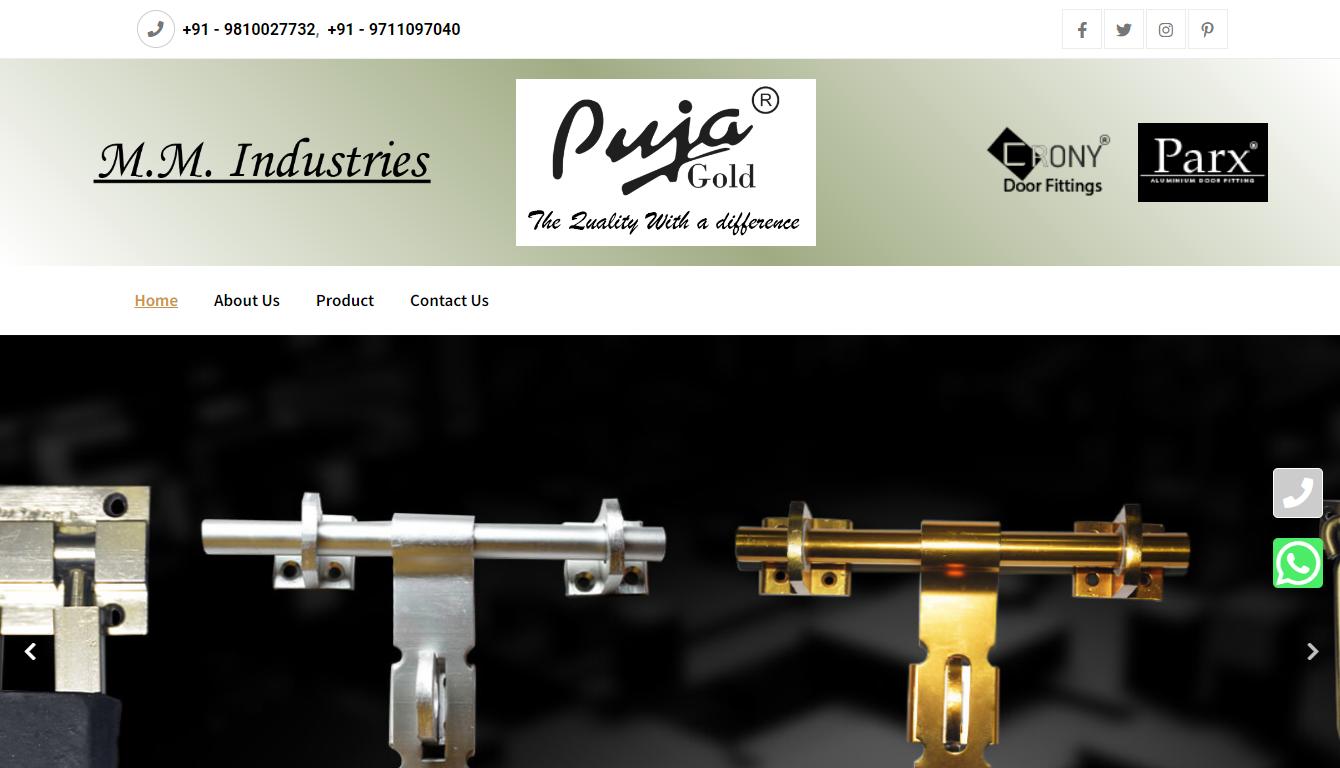 +91 - 9810027732, +91 - 9711097040
M.M. Industries
Puja ®
Gold
The Quality With a difference
CRONY®
Door Fittings
Parx®
ALUMINIUM DOOR FITTING
Home About Us Product Contact Us